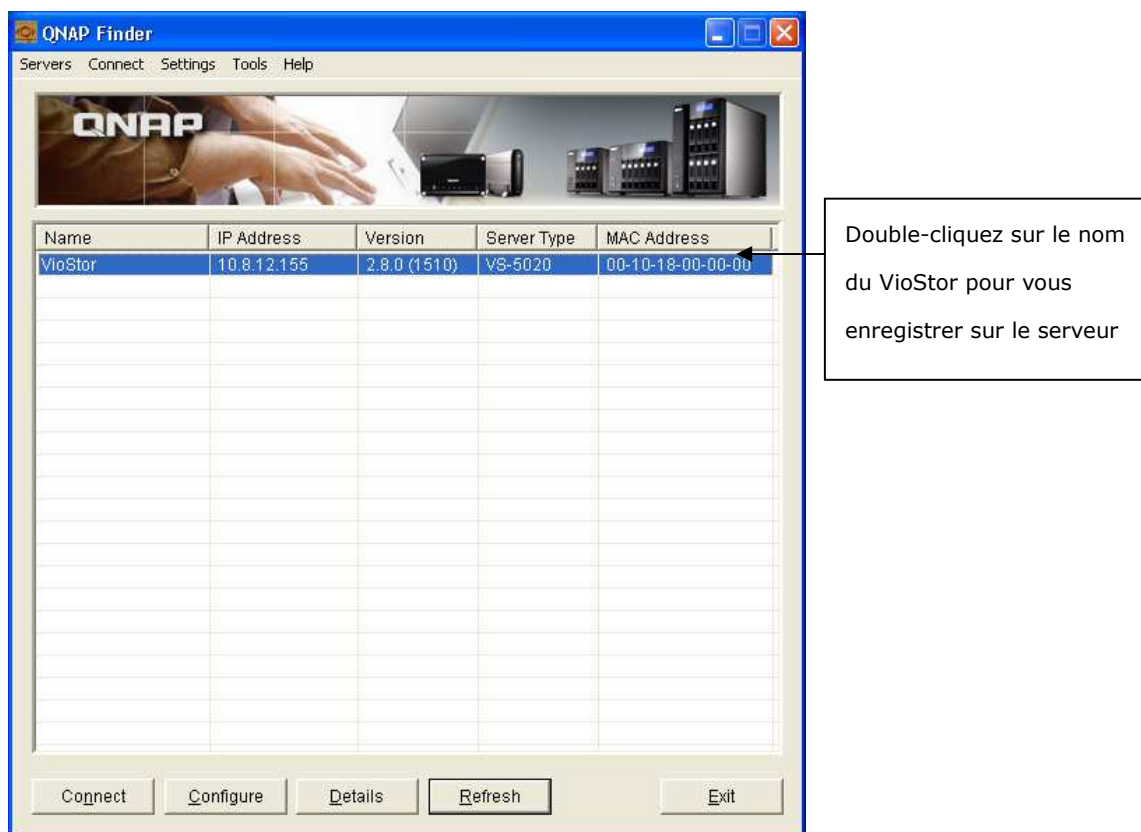 QNAP Finder
Servers Connect Settings Tools Help
QNAP
Name IP Address Version Server Type MAC Address
VioStor 10.8.12.155 2.8.0 (1510) VS-5020 00-10-18-00-00-00
Double-cliquez sur le nom
du VioStor pour vous
enregistrer sur le serveur
Connect Configure Details Refresh Exit